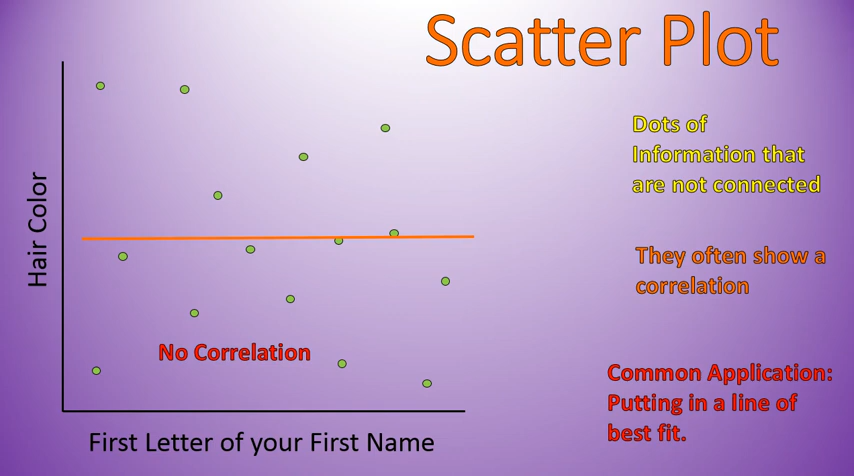 Scatter Plot
Dots of
Information that
are not connected
Hair Color
They often show a
correlation
No Correlation
Common Application:
Putting in a line of
best fit.
First Letter of your First Name